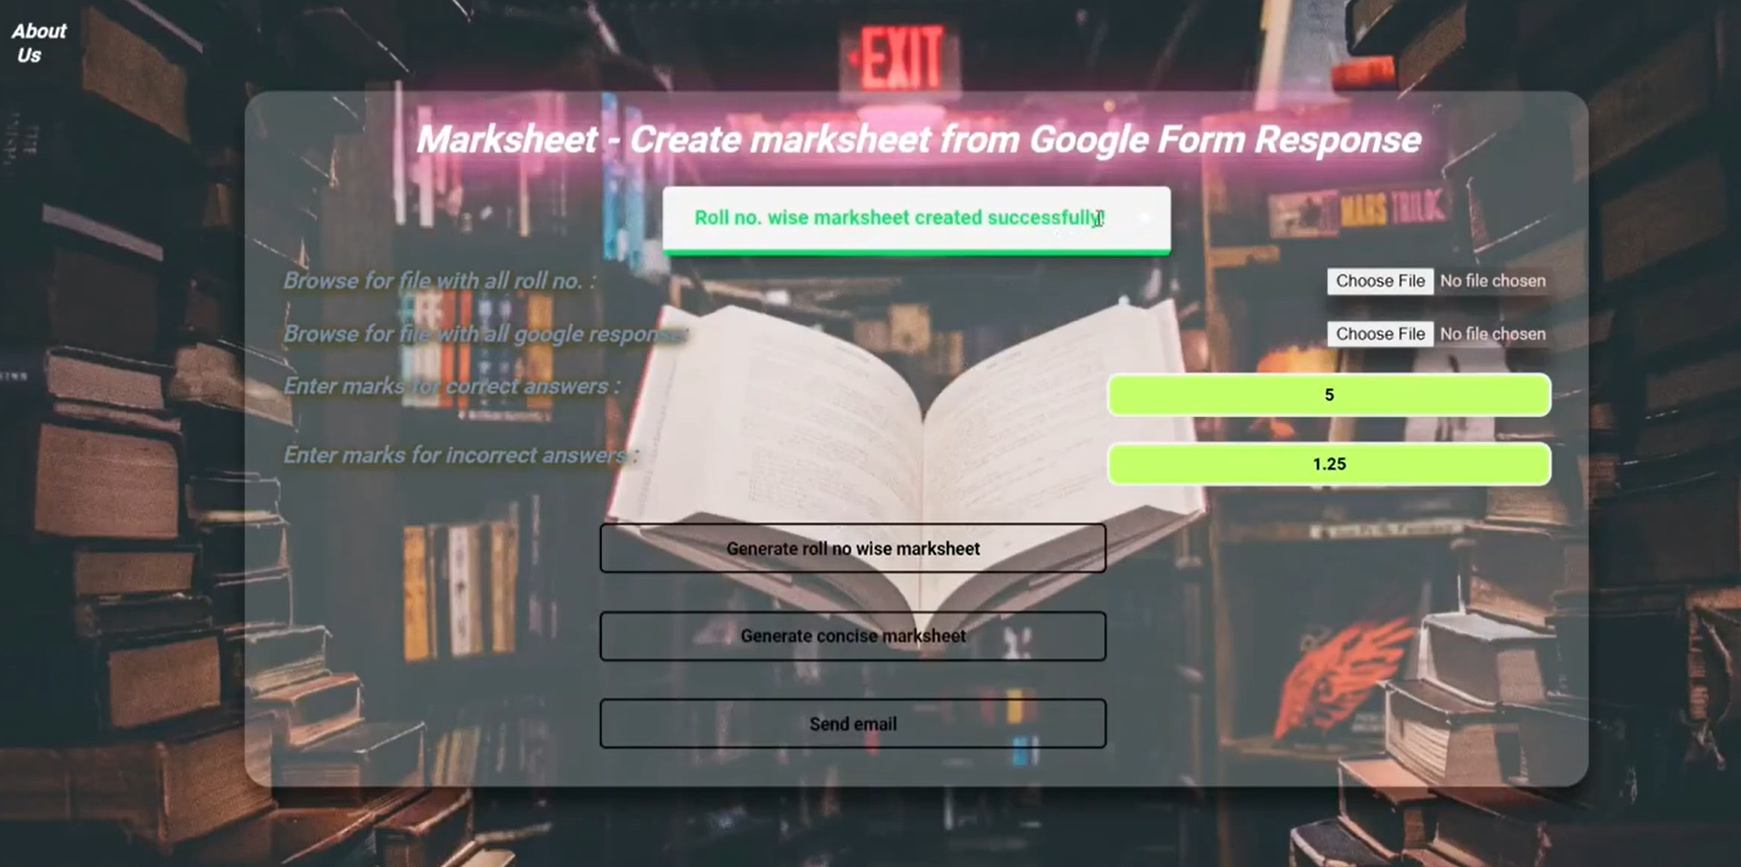 About
Us
EXIT
Marksheet - Create marksheet from Google Form Response
Roll no. wise marksheet created successfully!
MARS
Browse for file with all roll no. :
Choose File No file chosen
Browse for file with all google response:
Choose File No file chosen
Enter marks for correct answers :
5
Enter marks for incorrect answers :
1.25
Generate roll no wise marksheet
Generate concise marksheet
Send email